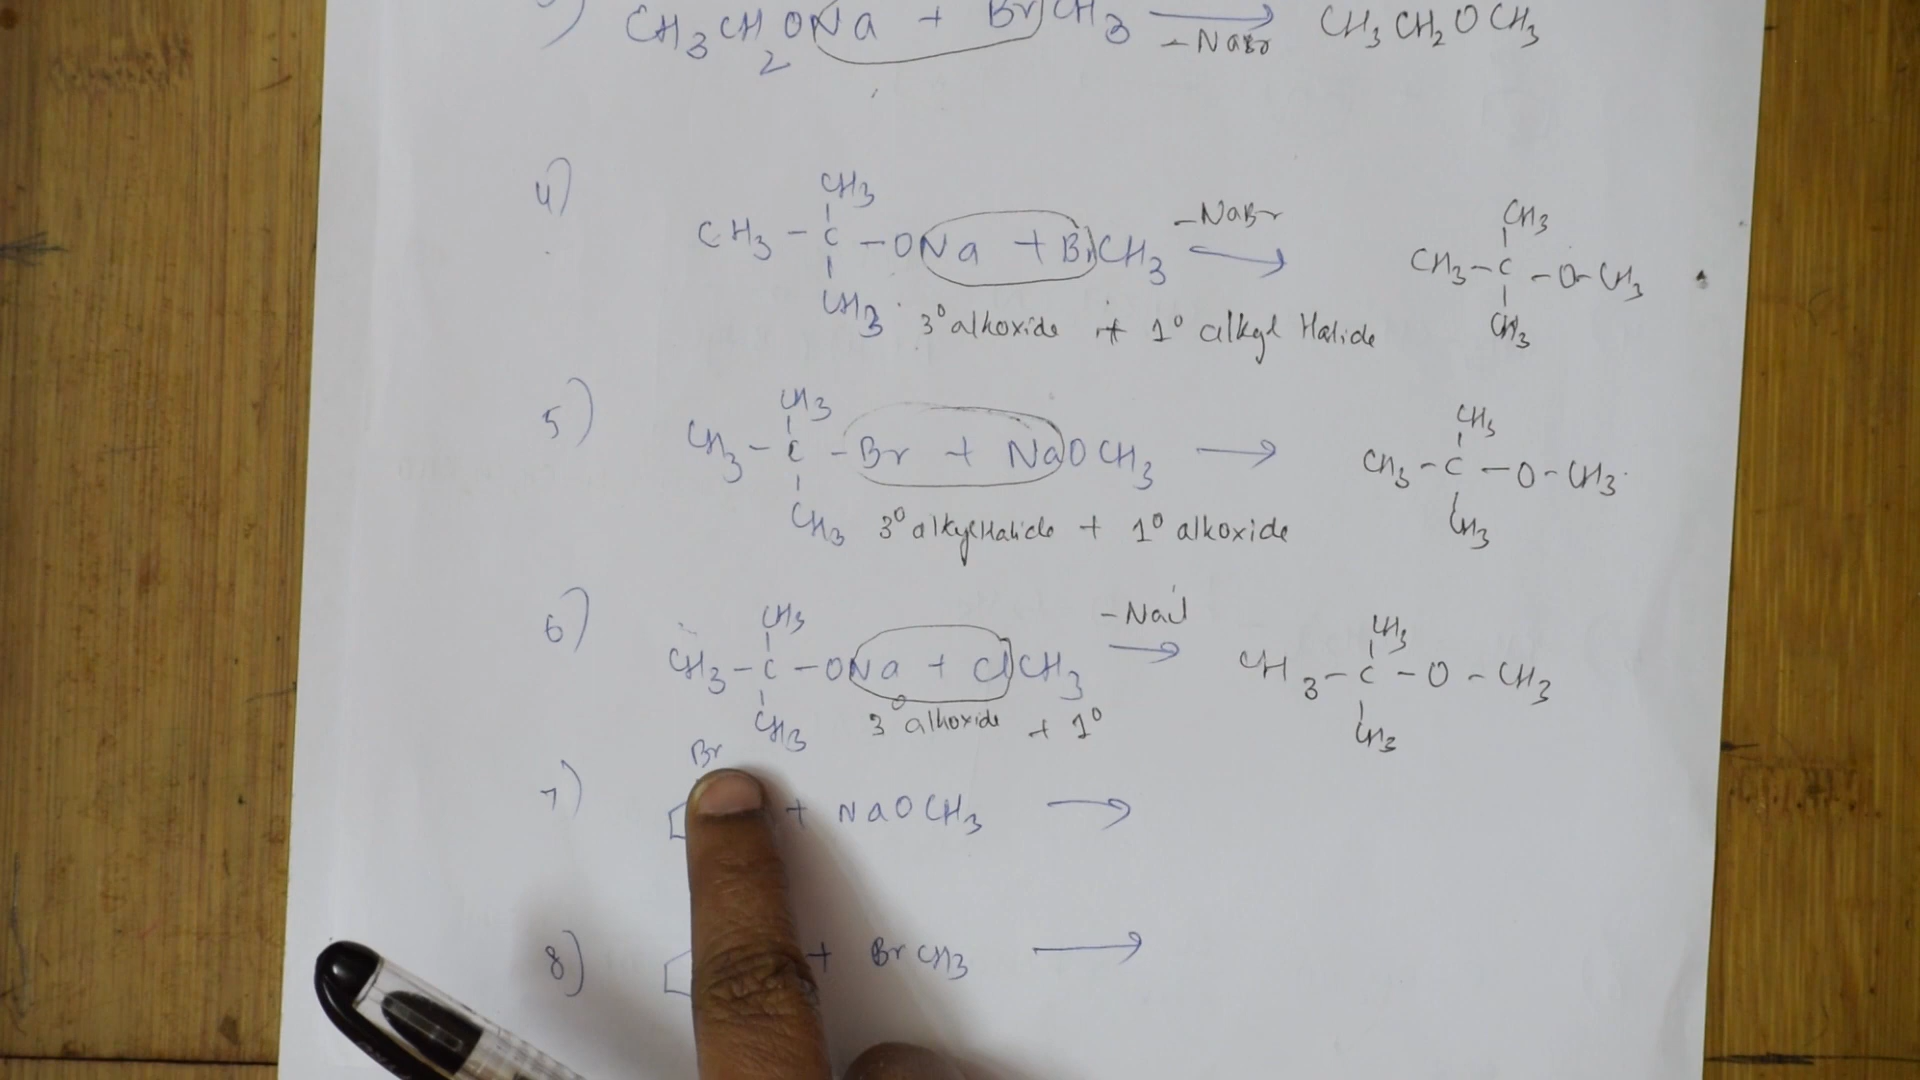 CH3CH2ONa + BrCH3 → CH3CH2OCH3
-NaBr
4)
CH3
CH3 - C - ONa + BrCH3 → CH3 - C - O - CH3
-NaBr
CH3
CH3
CH3
3° alkoxide + 1° alkyl Halide
5)
CH3
CH3 - C - Br + NaOCH3 → CH3 - C - O - CH3
CH3
CH3
CH3
3° alkylHalide + 1° alkoxide
6)
CH3
CH3 - C - ONa + ClCH3 → CH3 - C - O - CH3
-NaCl
CH3
CH3
CH3
3° alkoxide + 1°
Br
7) + NaOCH3 →
8) + BrCH3 →